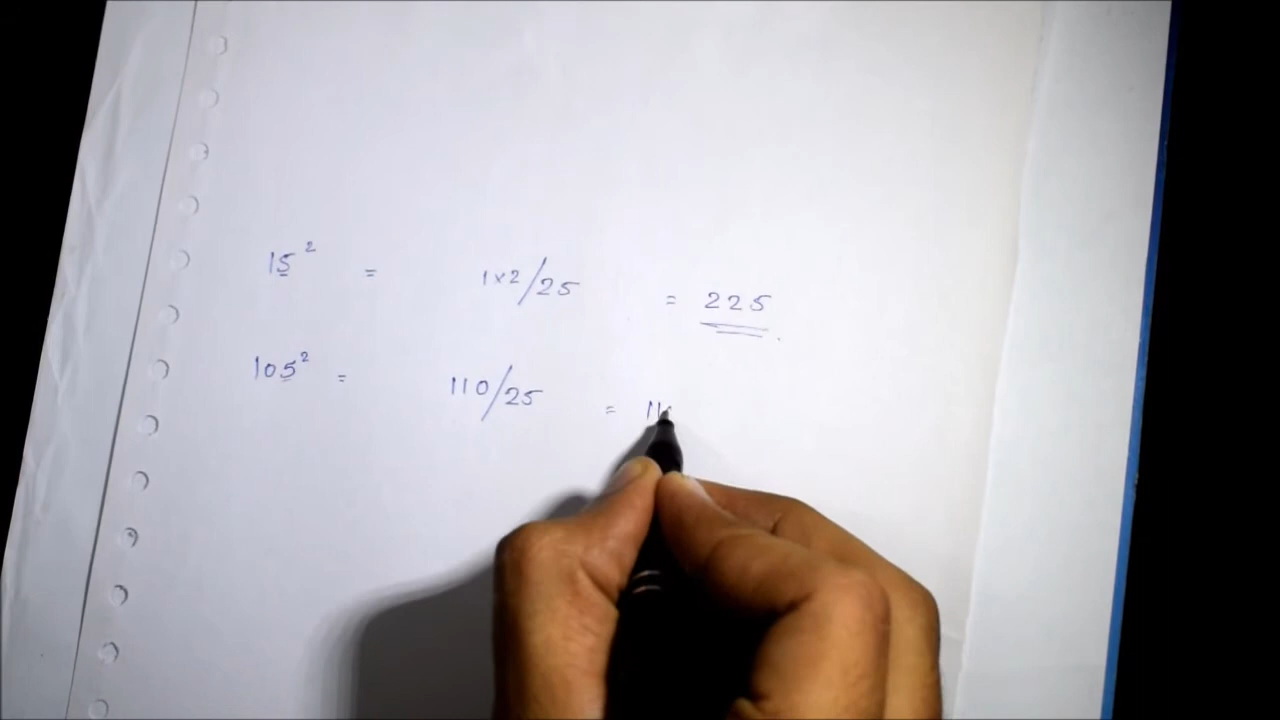 15² = 1×2/25 = 225
105² = 110/25 = 11